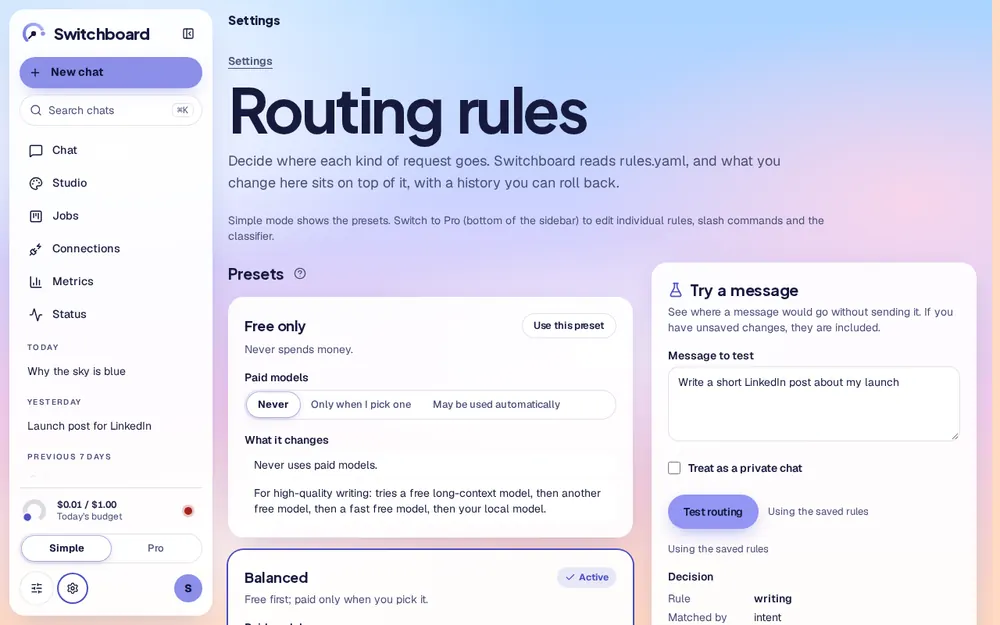 Switchboard
New chat
Search chats
⌘K
Chat
Studio
Jobs
Connections
Metrics
Status
TODAY
Why the sky is blue
YESTERDAY
Launch post for LinkedIn
PREVIOUS 7 DAYS
$0.01 / $1.00
Today's budget
Simple
Pro
S
Settings
Settings
Routing rules
Decide where each kind of request goes. Switchboard reads rules.yaml, and what you
change here sits on top of it, with a history you can roll back.
Simple mode shows the presets. Switch to Pro (bottom of the sidebar) to edit individual rules, slash commands and the
classifier.
Presets
Free only
Use this preset
Never spends money.
Paid models
Never
Only when I pick one
May be used automatically
What it changes
Never uses paid models.
For high-quality writing: tries a free long-context model, then another
free model, then a fast free model, then your local model.
Balanced
Active
Free first; paid only when you pick it.
Try a message
See where a message would go without sending it. If you
have unsaved changes, they are included.
Message to test
Write a short LinkedIn post about my launch
Treat as a private chat
Test routing
Using the saved rules
Using the saved rules
Decision
Rule
writing
Matched by
intent